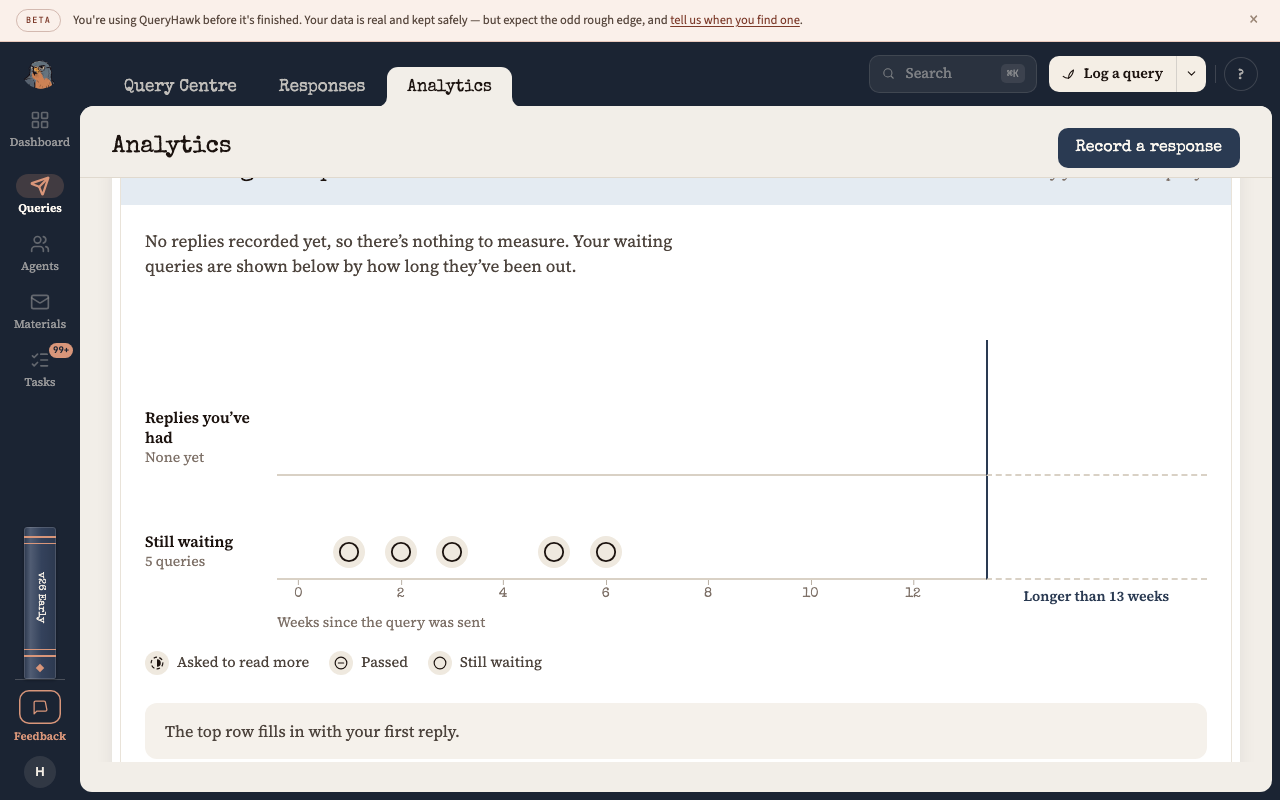 BETA
You're using QueryHawk before it's finished. Your data is real and kept safely — but expect the odd rough edge, and tell us when you find one.
×
Query Centre
Responses
Analytics
Search
⌘K
Log a query
?
Dashboard
Queries
Agents
Materials
99+
Tasks
v26 Early
Feedback
H
Analytics
Record a response
No replies recorded yet, so there’s nothing to measure. Your waiting
queries are shown below by how long they’ve been out.
Replies you’ve
had
None yet
Still waiting
5 queries
0 2 4 6 8 10 12
Longer than 13 weeks
Weeks since the query was sent
Asked to read more
Passed
Still waiting
The top row fills in with your first reply.